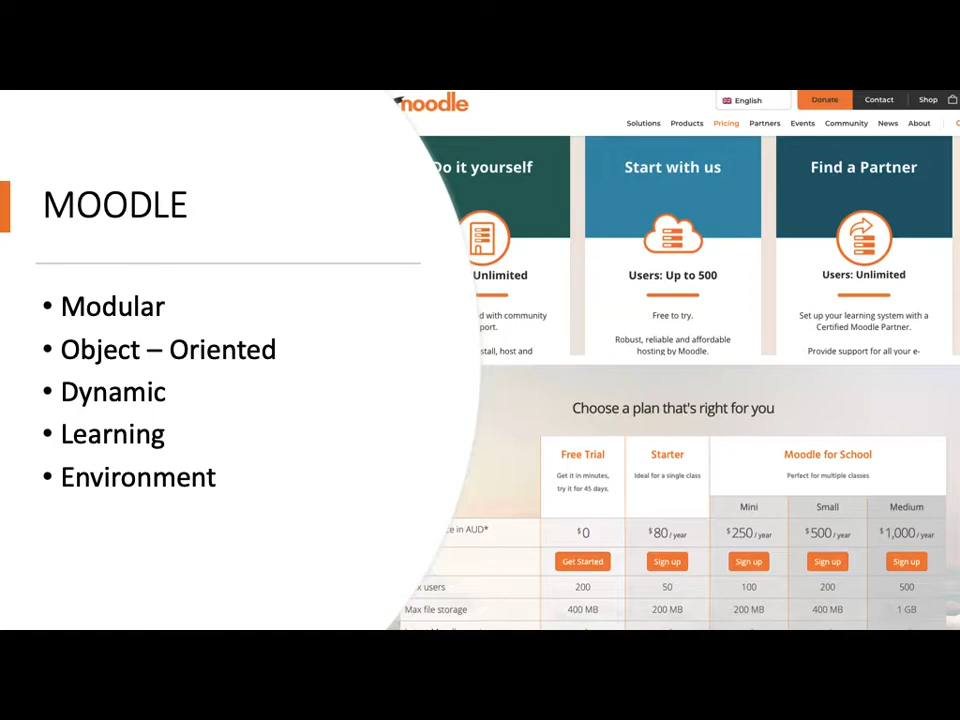 MOODLE
• Modular
• Object – Oriented
• Dynamic
• Learning
• Environment
moodle
English
Donate
Contact
Shop
Solutions
Products
Pricing
Partners
Events
Community
News
About
Do it yourself
Unlimited
d with community
port.
stall, host and
Start with us
Users: Up to 500
Free to try.
Robust, reliable and affordable
hosting by Moodle.
Find a Partner
Users: Unlimited
Set up your learning system with a
Certified Moodle Partner.
Provide support for all your e-
Choose a plan that's right for you
Free Trial
Get it in minutes,
try it for 45 days.
Starter
Ideal for a single class
Moodle for School
Perfect for multiple classes
Mini Small Medium
ce in AUD* $0 $80 / year $250 / year $500 / year $1,000 / year
Get Started Sign up Sign up Sign up Sign up
users 200 50 100 200 500
Max file storage 400 MB 200 MB 200 MB 400 MB 1 GB